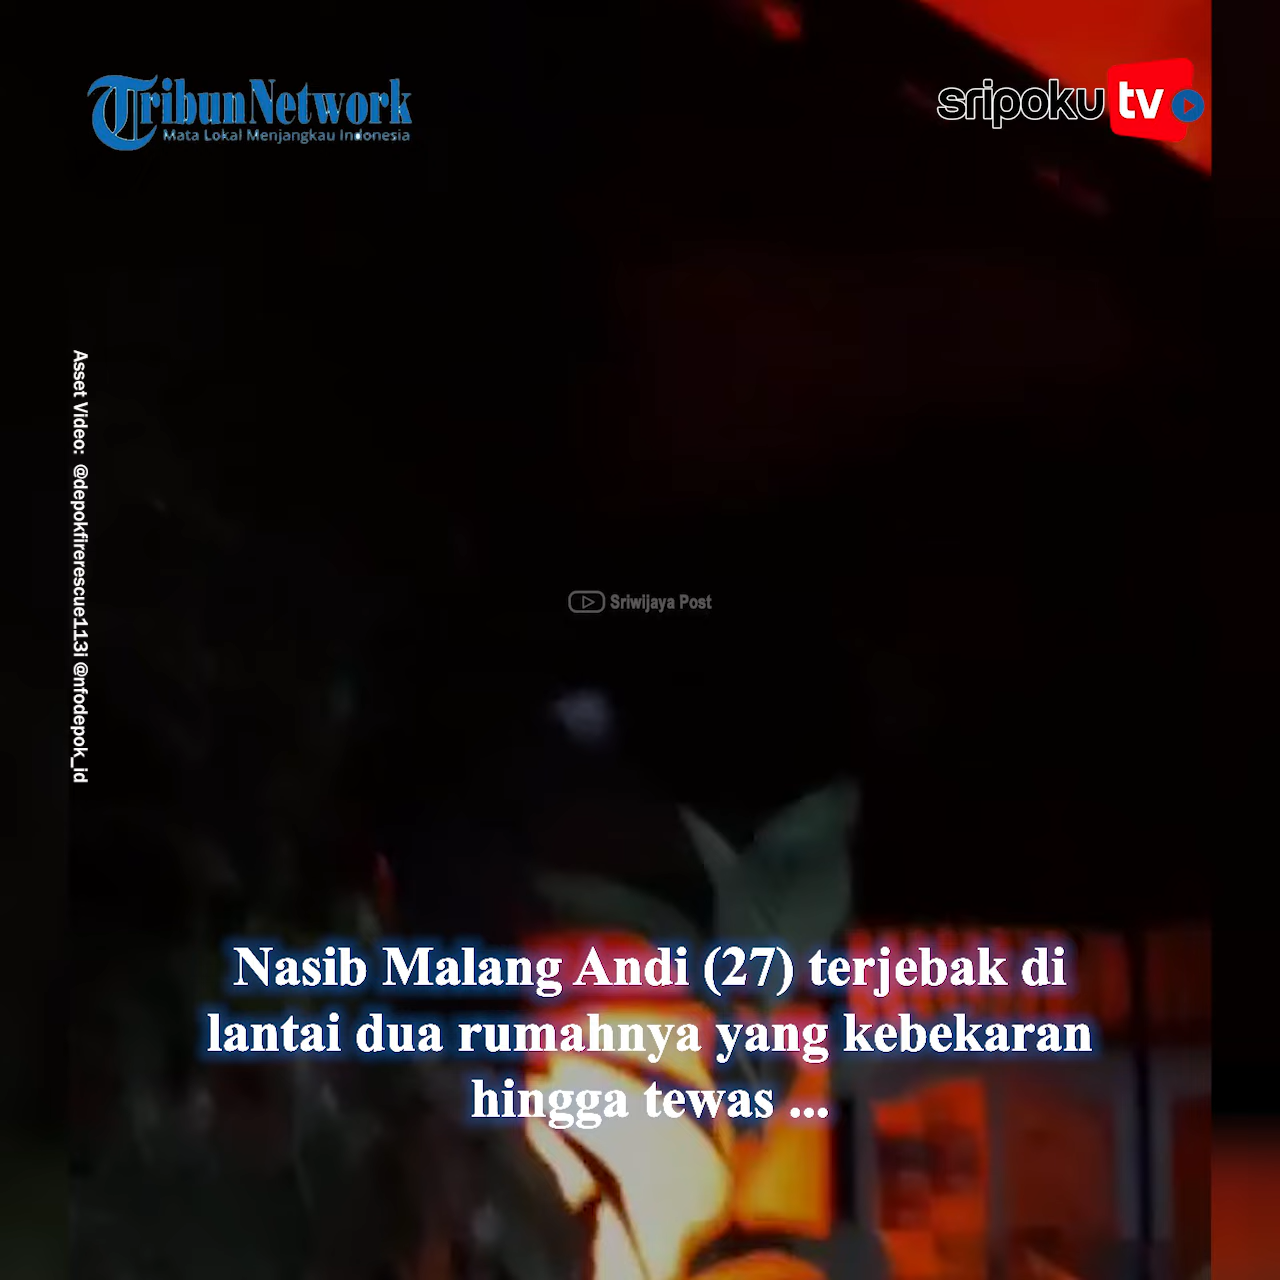 TribunNetwork
Mata Lokal Menjangkau Indonesia
sripoku tv
Asset Video: @depokfirerescue113i @nfodepok_id
Sriwijaya Post
Nasib Malang Andi (27) terjebak di
lantai dua rumahnya yang kebekaran
hingga tewas ...